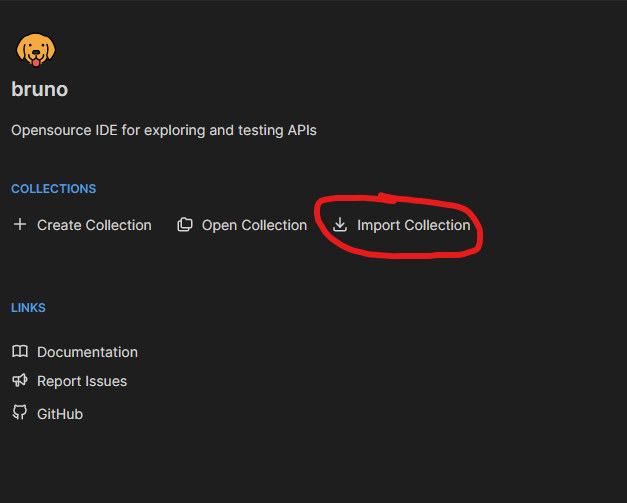 bruno
Opensource IDE for exploring and testing APIs
COLLECTIONS
Create Collection Open Collection Import Collection
LINKS
Documentation
Report Issues
GitHub